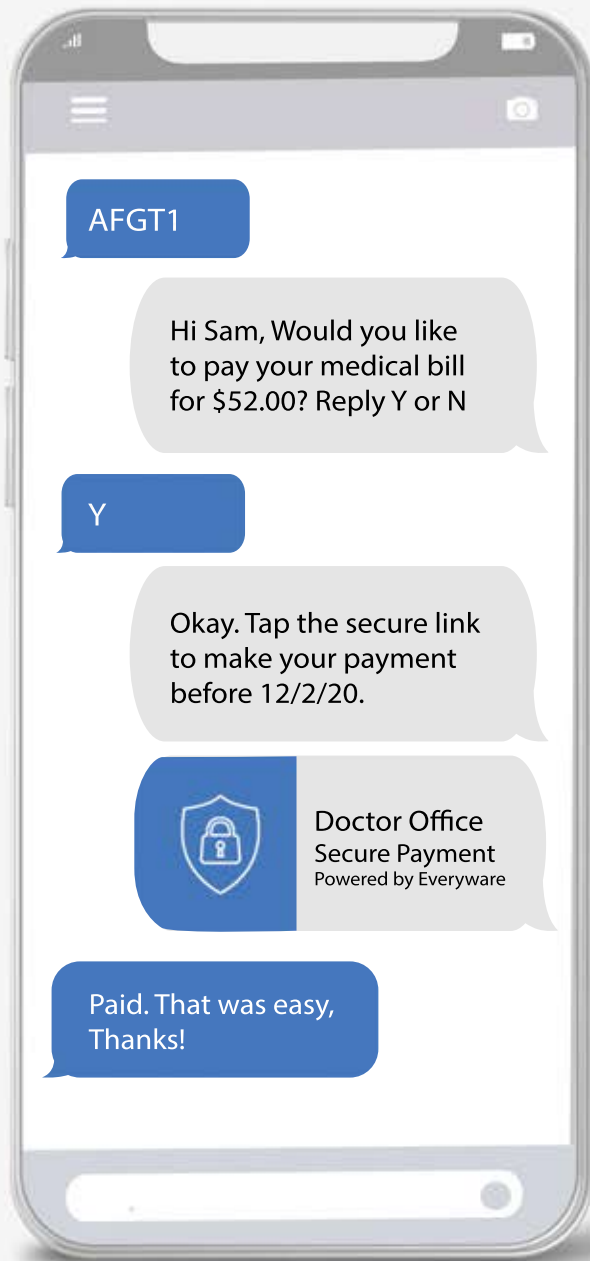 AFGT1
Hi Sam, Would you like
to pay your medical bill
for $52.00? Reply Y or N
Y
Okay. Tap the secure link
to make your payment
before 12/2/20.
Doctor Office
Secure Payment
Powered by Everyware
Paid. That was easy,
Thanks!